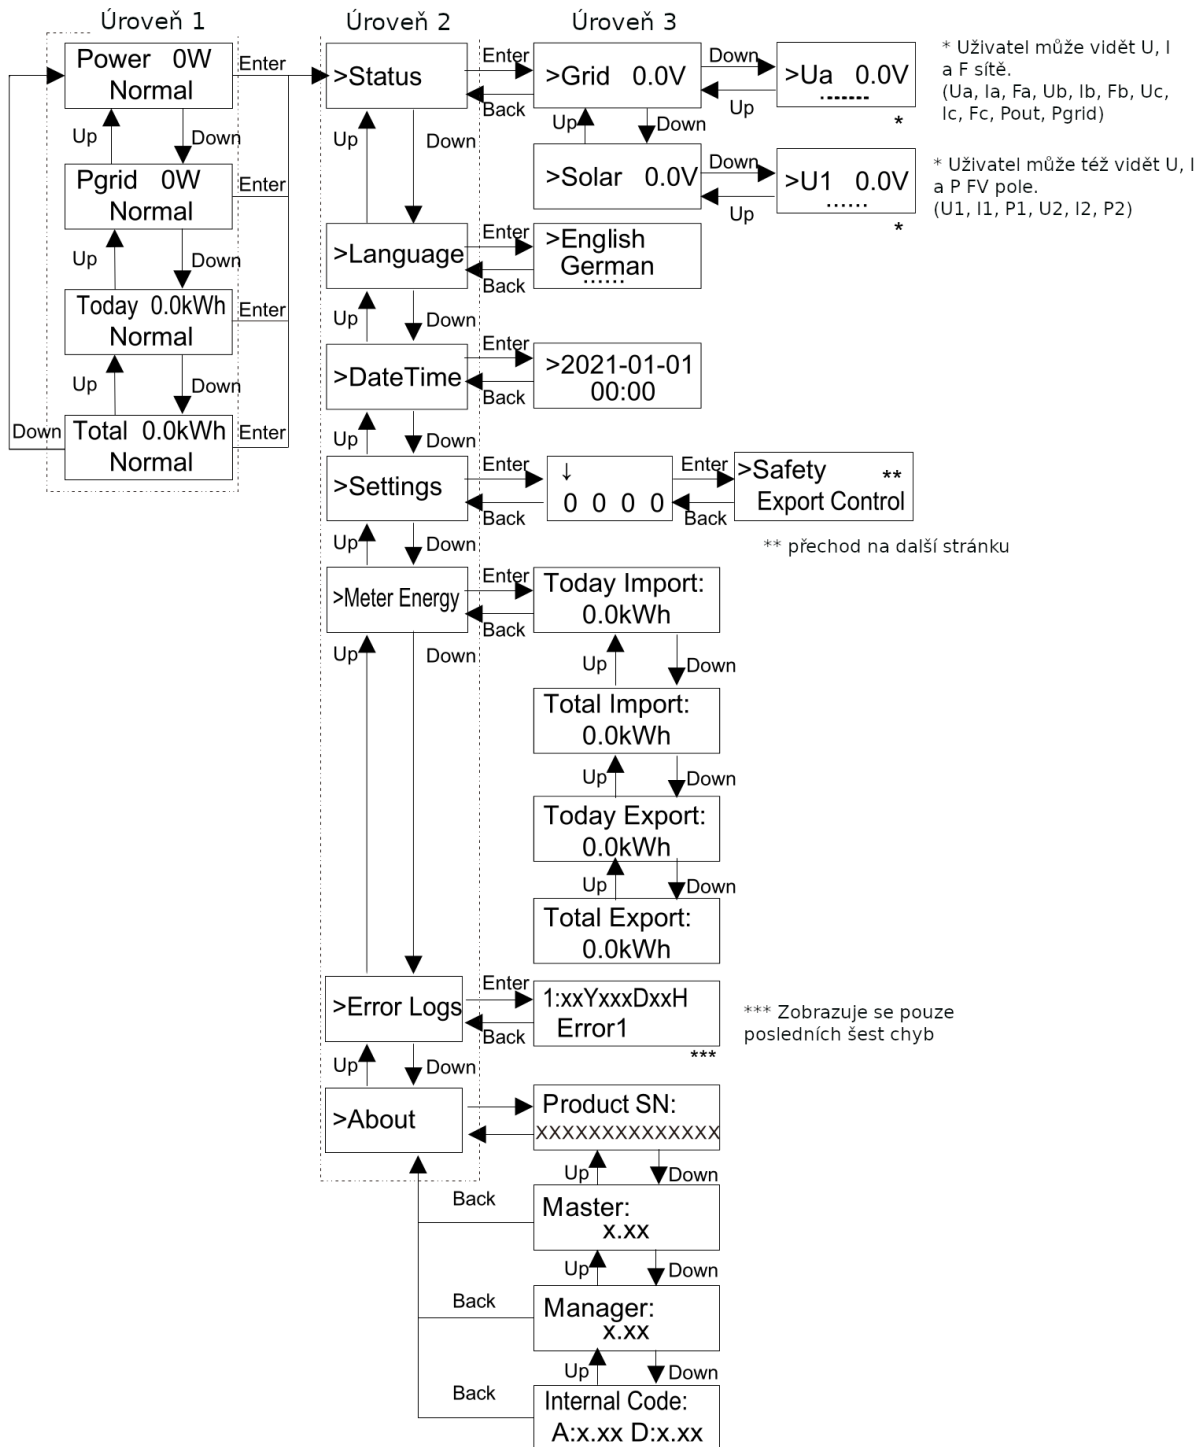 Úroveň 1
Úroveň 2
Úroveň 3
Power 0W
Normal
Enter
Up
Down
Pgrid 0W
Normal
Enter
Up
Down
Today 0.0kWh
Normal
Enter
Up
Down
Down
Total 0.0kWh
Normal
Enter
>Status
Enter
Back
Up
Down
>Grid 0.0V
Down
Up
>Ua 0.0V
.......
*
* Uživatel může vidět U, I
a F sítě.
(Ua, Ia, Fa, Ub, Ib, Fb, Uc,
Ic, Fc, Pout, Pgrid)
Up
Down
>Solar 0.0V
Down
Up
>U1 0.0V
......
*
* Uživatel může též vidět U, I
a P FV pole.
(U1, I1, P1, U2, I2, P2)
>Language
Enter
Back
>English
German
......
Up
Down
>DateTime
Enter
Back
>2021-01-01
00:00
Up
Down
>Settings
Enter
Back
↓
0 0 0 0
Enter
Back
>Safety **
Export Control
** přechod na další stránku
Up
Down
>Meter Energy
Enter
Back
Today Import:
0.0kWh
Up
Down
Up
Down
Total Import:
0.0kWh
Up
Down
Today Export:
0.0kWh
Up
Down
Total Export:
0.0kWh
>Error Logs
Enter
Back
1:xxYxxxDxxH
Error1
***
*** Zobrazuje se pouze
posledních šest chyb
Up
Down
>About
Product SN:
XXXXXXXXXXXXXX
Up
Down
Back
Master:
x.xx
Up
Down
Back
Manager:
x.xx
Up
Down
Back
Internal Code:
A:x.xx D:x.xx